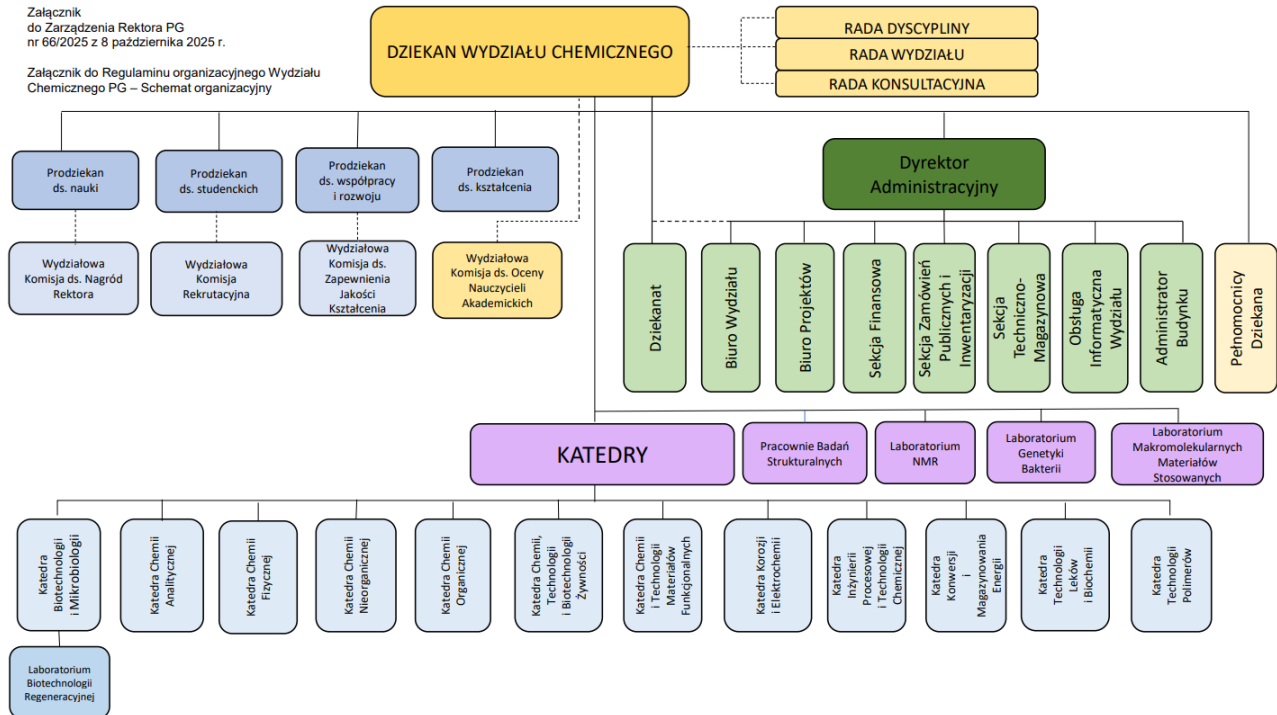 Załącznik
do Zarządzenia Rektora PG
nr 66/2025 z 8 października 2025 r.
Załącznik do Regulaminu organizacyjnego Wydziału
Chemicznego PG – Schemat organizacyjny
DZIEKAN WYDZIAŁU CHEMICZNEGO
RADA DYSCYPLINY
RADA WYDZIAŁU
RADA KONSULTACYJNA
Prodziekan
ds. nauki
Prodziekan
ds. studenckich
Prodziekan
ds. współpracy
i rozwoju
Prodziekan
ds. kształcenia
Dyrektor
Administracyjny
Wydziałowa
Komisja ds. Nagród
Rektora
Wydziałowa
Komisja
Rekrutacyjna
Wydziałowa
Komisja ds.
Zapewnienia
Jakości
Kształcenia
Wydziałowa
Komisja ds. Oceny
Nauczycieli
Akademickich
Dziekanat
Biuro Wydziału
Biuro Projektów
Sekcja Finansowa
Sekcja Zamówień
Publicznych i
Inwentaryzacji
Sekcja
Techniczno-
Magazynowa
Obsługa
Informatyczna
Wydziału
Administrator
Budynku
Pełnomocnicy
Dziekana
KATEDRY
Pracownie Badań
Strukturalnych
Laboratorium
NMR
Laboratorium
Genetyki
Bakterii
Laboratorium
Makromolekularnych
Materiałów
Stosowanych
Katedra
Biotechnologii
i Mikrobiologii
Katedra Chemii
Analitycznej
Katedra Chemii
Fizycznej
Katedra Chemii
Nieorganicznej
Katedra Chemii
Organicznej
Katedra Chemii,
Technologii
i Biotechnologii
Żywności
Katedra Chemii
i Technologii
Materiałów
Funkcjonalnych
Katedra Korozji
i Elektrochemii
Katedra
Inżynierii
Procesowej
i Technologii
Chemicznej
Katedra
Konwersji
i
Magazynowania
Energii
Katedra
Technologii
Leków
i Biochemii
Katedra
Technologii
Polimerów
Laboratorium
Biotechnologii
Regeneracyjnej